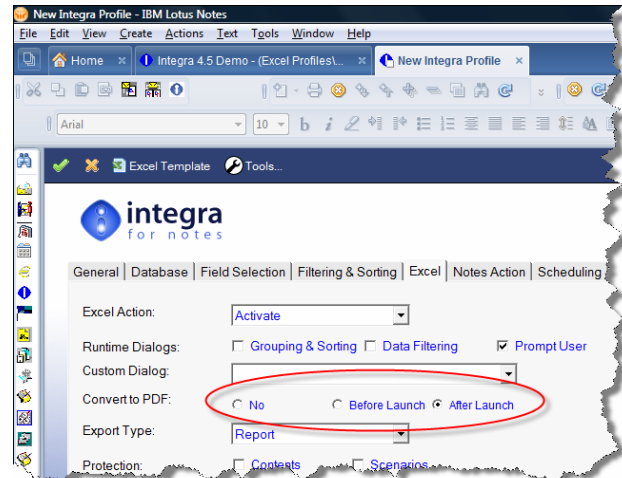 New Integra Profile - IBM Lotus Notes
File Edit View Create Actions Text Tools Window Help
Home × Integra 4.5 Demo - (Excel Profiles\... × New Integra Profile ×
Arial 10 b i
Excel Template Tools...
integra
for notes
General Database Field Selection Filtering & Sorting Excel Notes Action Scheduling
Excel Action: Activate
Runtime Dialogs: Grouping & Sorting Data Filtering Prompt User
Custom Dialog:
Convert to PDF: No Before Launch After Launch
Export Type: Report
Protection: Contents Scenarios